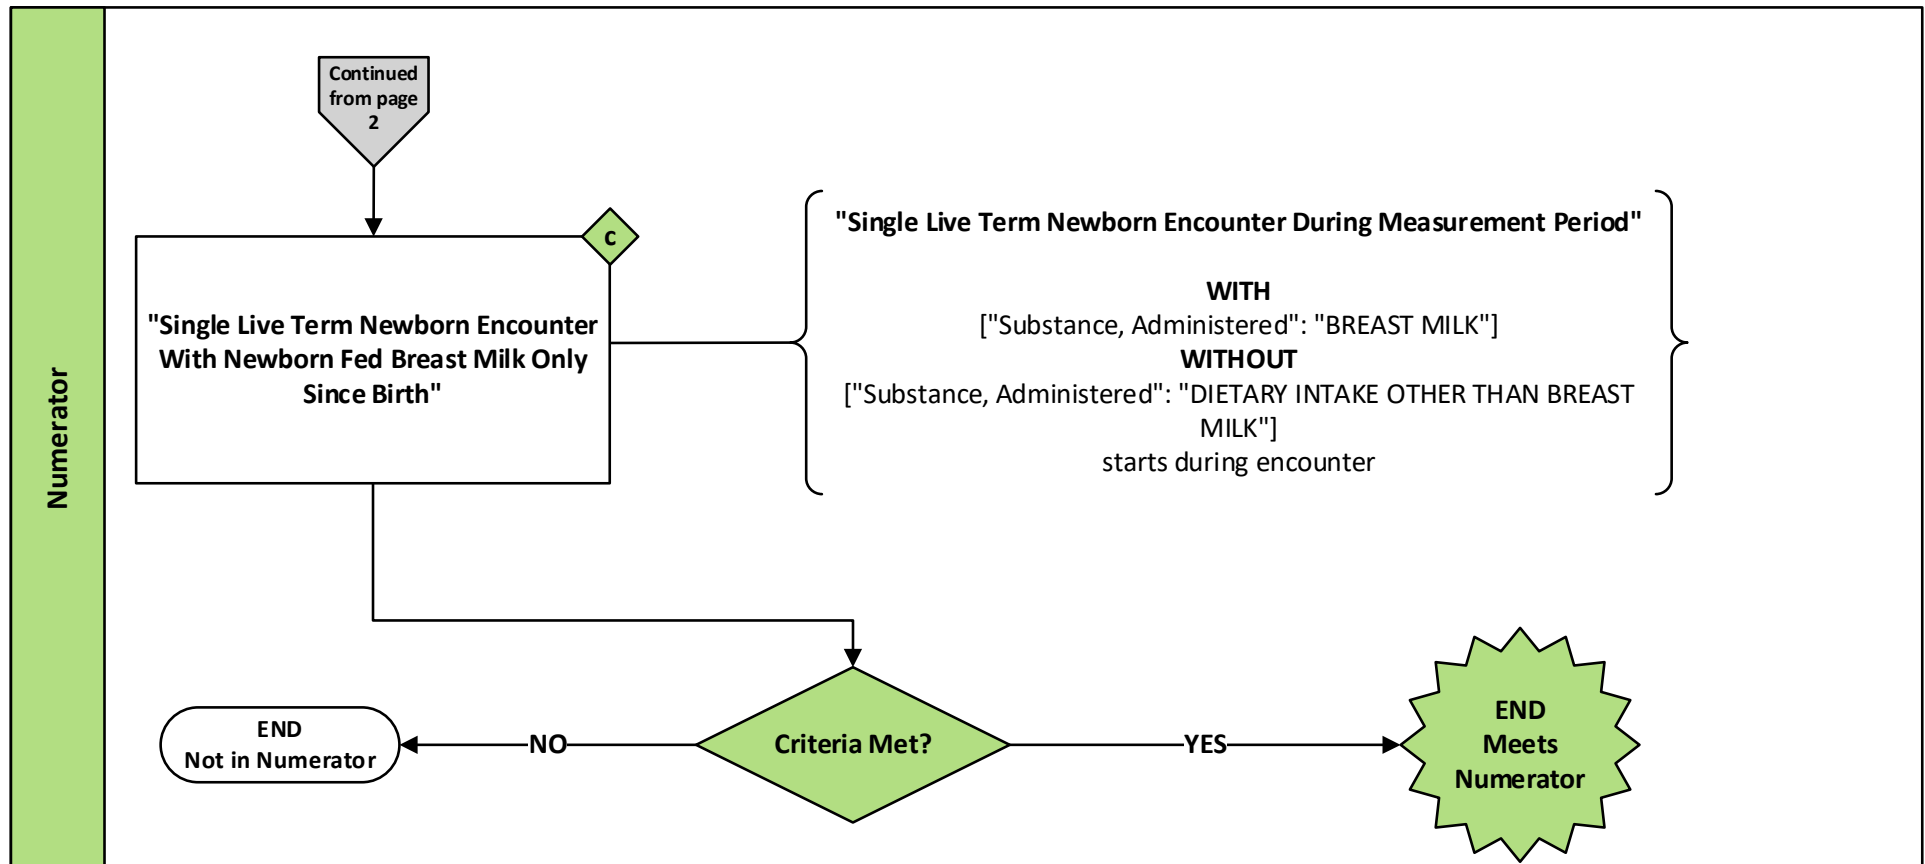 Numerator
Continued
from page
2
c
"Single Live Term Newborn Encounter
With Newborn Fed Breast Milk Only
Since Birth"
"Single Live Term Newborn Encounter During Measurement Period"
WITH
["Substance, Administered": "BREAST MILK"]
WITHOUT
["Substance, Administered": "DIETARY INTAKE OTHER THAN BREAST
MILK"]
starts during encounter
END
Not in Numerator
NO
Criteria Met?
YES
END
Meets
Numerator